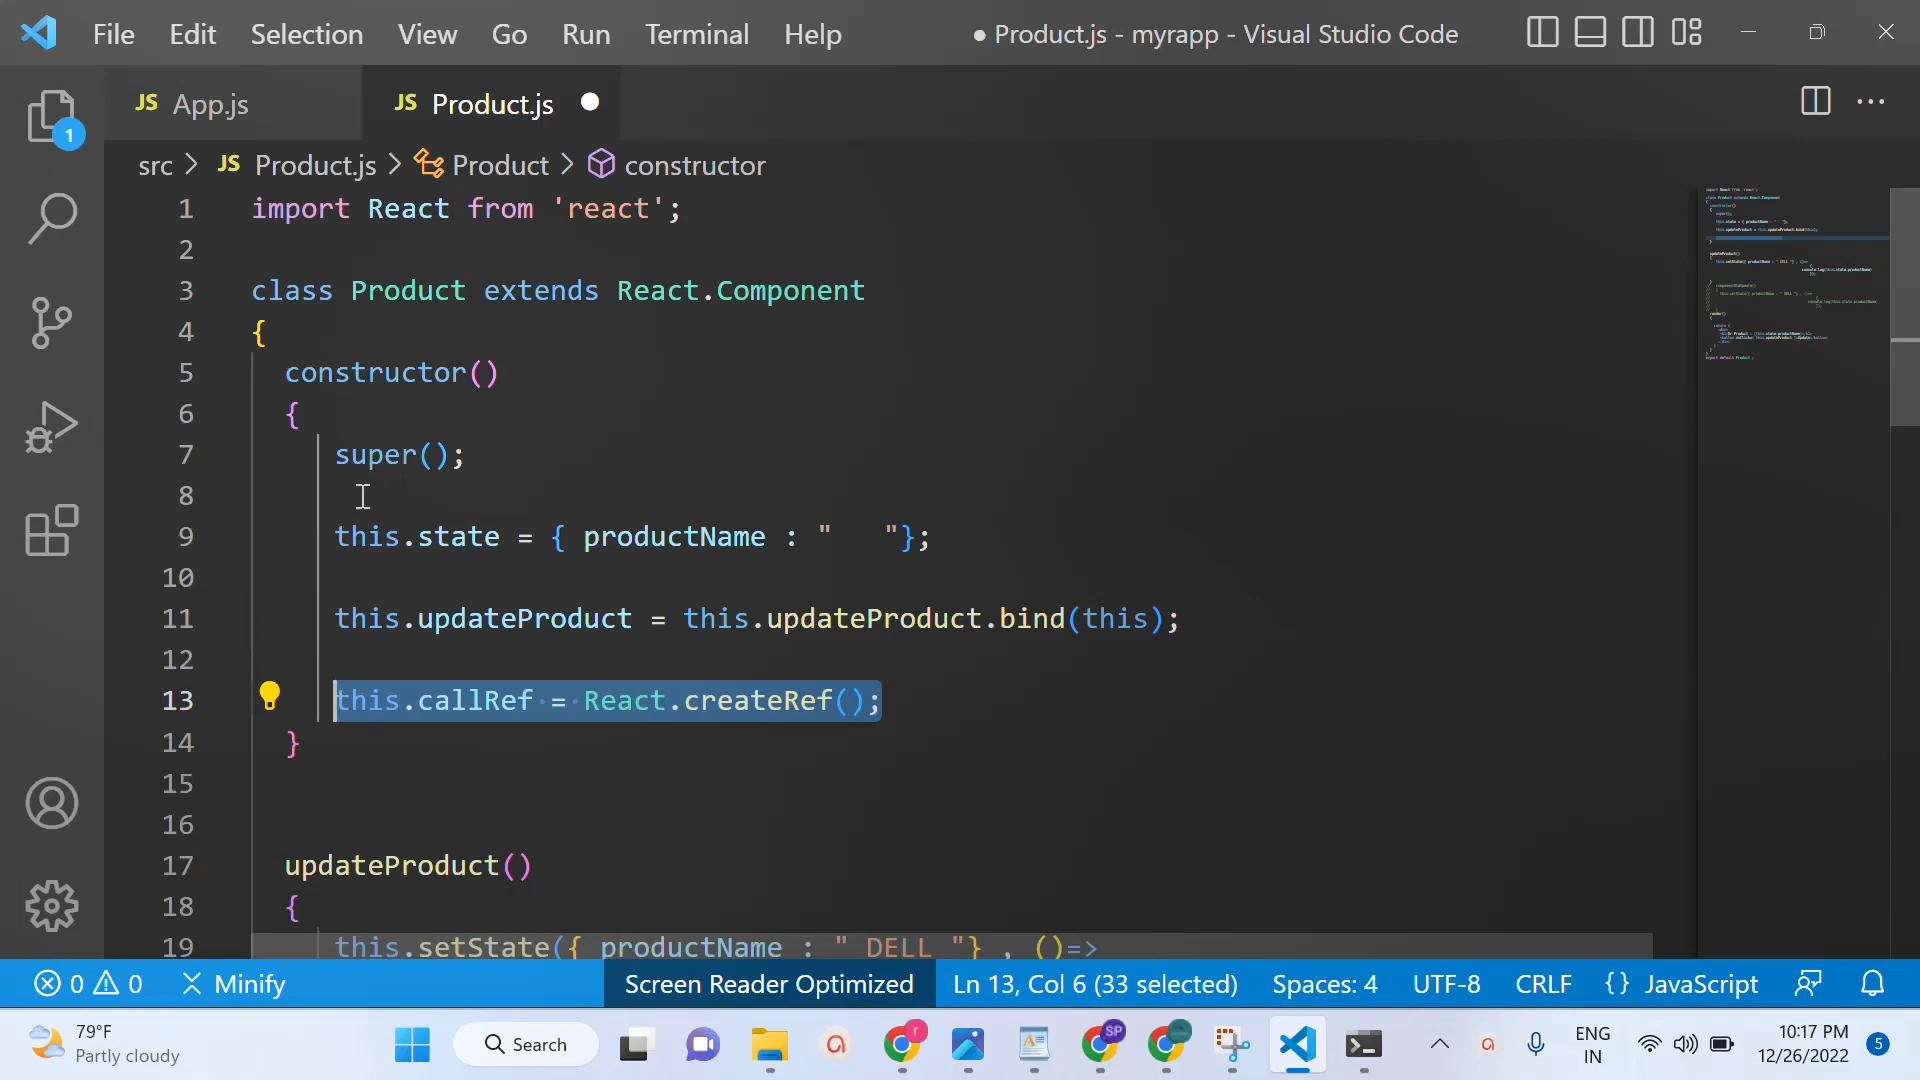 File Edit Selection View Go Run Terminal Help ● Product.js - myrapp - Visual Studio Code
JS App.js JS Product.js
1
src > JS Product.js > Product > constructor
1 import React from 'react';
2
3 class Product extends React.Component
4 {
5 constructor()
6 {
7 super();
8
9 this.state = { productName : "   "};
10
11 this.updateProduct = this.updateProduct.bind(this);
12
13 this.callRef = React.createRef();
14 }
15
16
17 updateProduct()
18 {
19 this.setState({ productName : " DELL "} , ()=>
0 0 Minify Screen Reader Optimized Ln 13, Col 6 (33 selected) Spaces: 4 UTF-8 CRLF {} JavaScript
79°F
Partly cloudy
Search
r
SP
ENG
IN
10:17 PM
12/26/2022
5